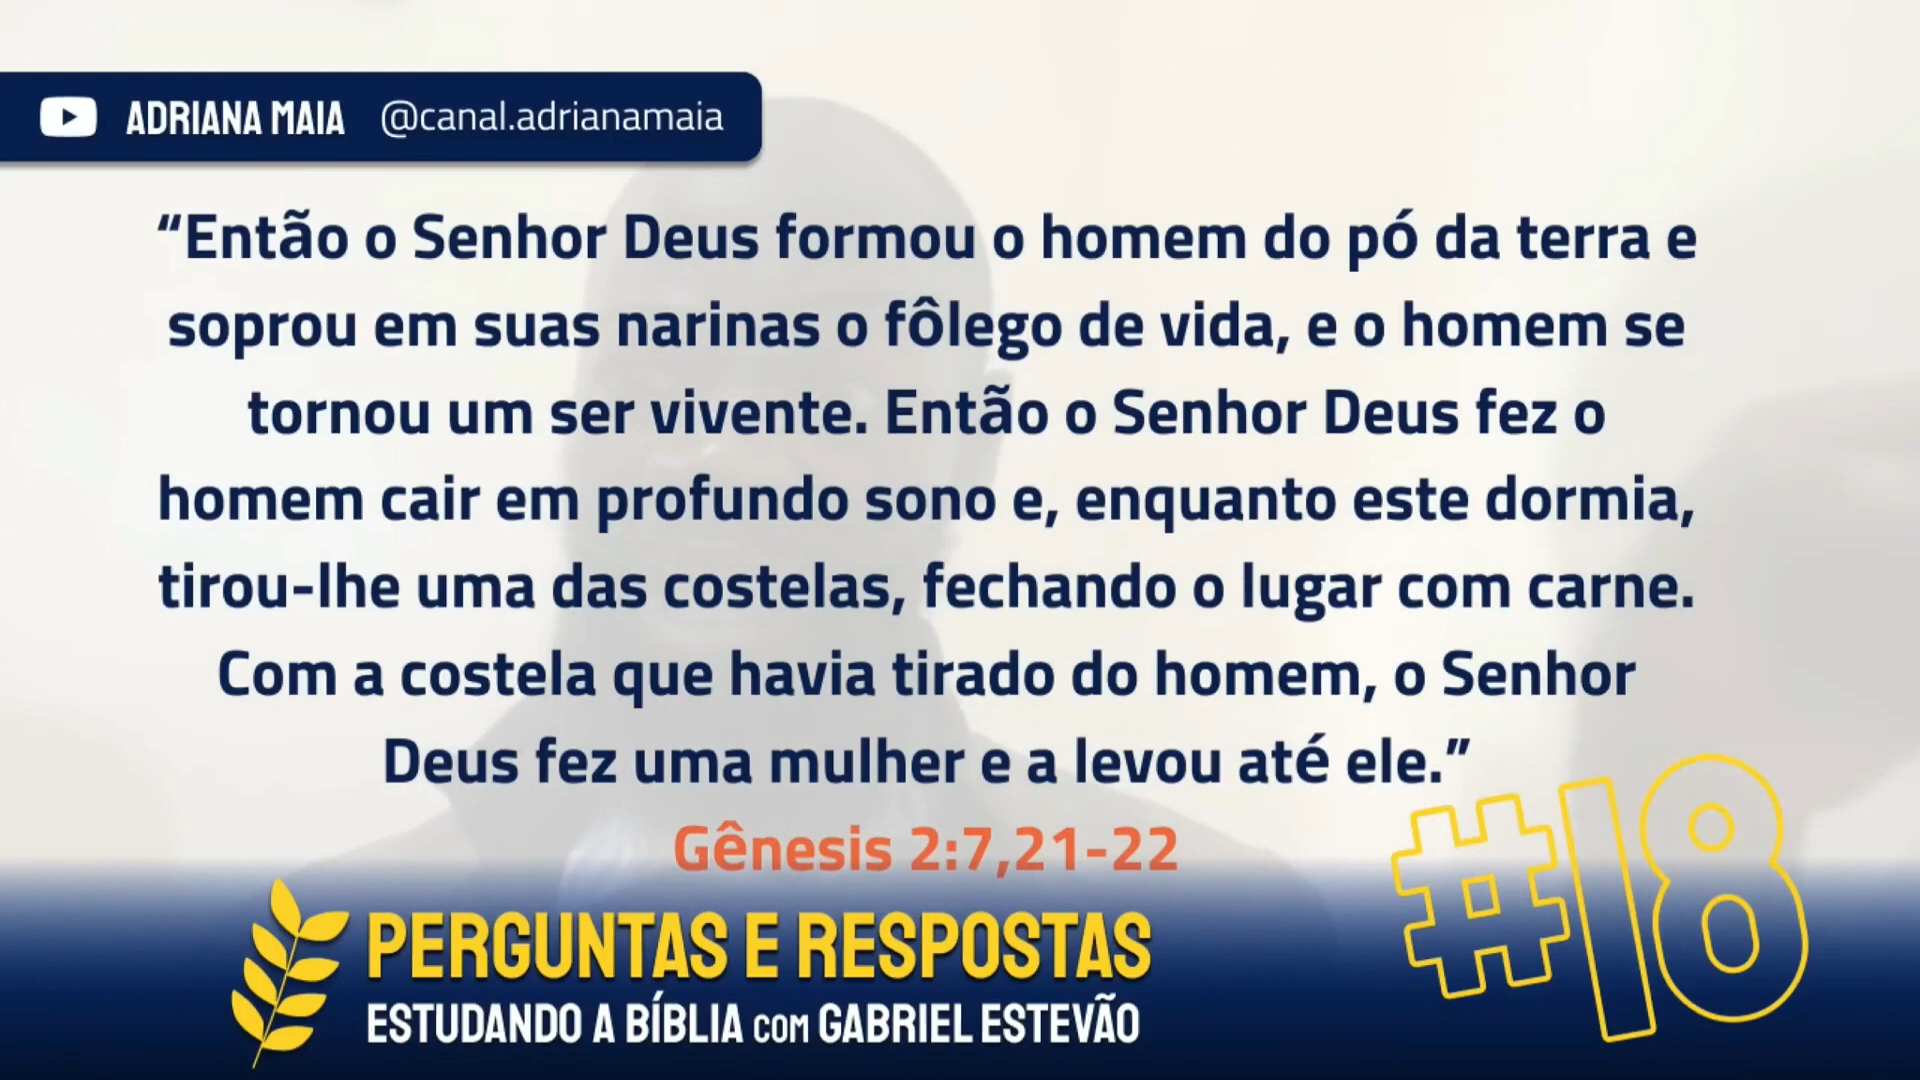 ADRIANA MAIA @canal.adrianamaia
“Então o Senhor Deus formou o homem do pó da terra e
soprou em suas narinas o fôlego de vida, e o homem se
tornou um ser vivente. Então o Senhor Deus fez o
homem cair em profundo sono e, enquanto este dormia,
tirou-lhe uma das costelas, fechando o lugar com carne.
Com a costela que havia tirado do homem, o Senhor
Deus fez uma mulher e a levou até ele.”
Gênesis 2:7,21-22
#18
PERGUNTAS E RESPOSTAS
ESTUDANDO A BÍBLIA COM GABRIEL ESTEVÃO